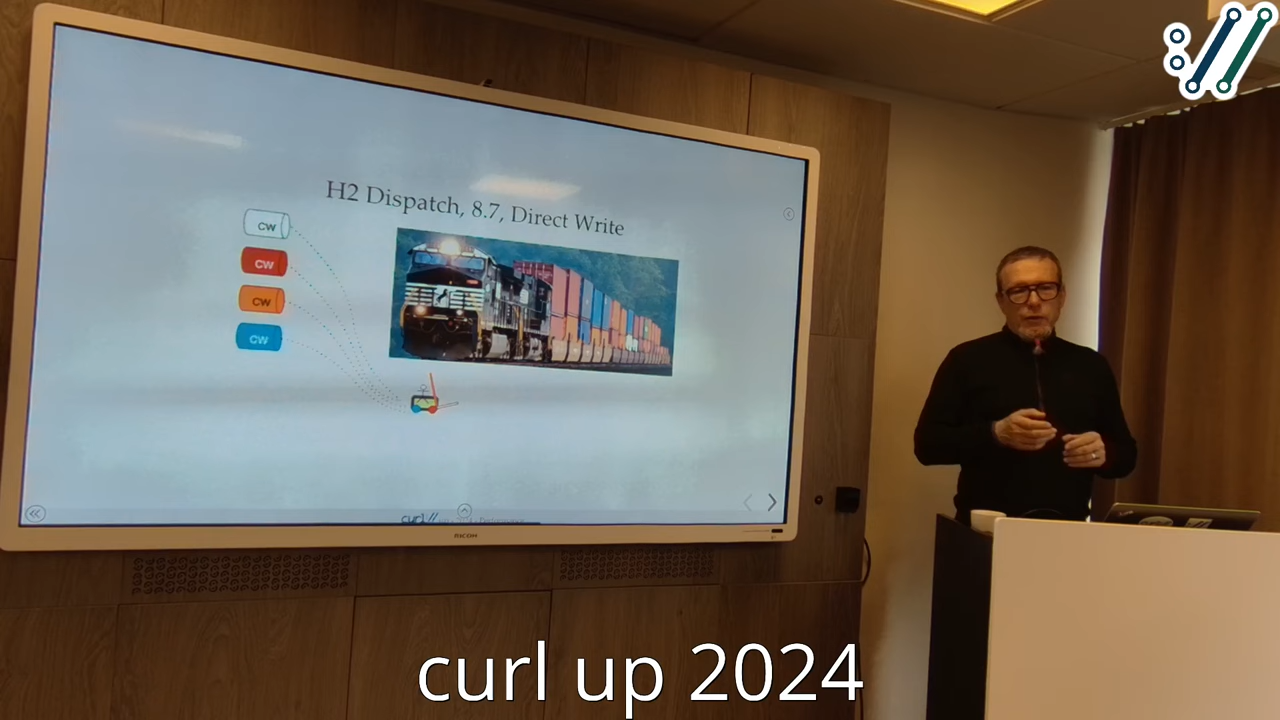 H2 Dispatch, 8.7, Direct Write
CW
CW
CW
CW
curl
RICOH
curl up 2024